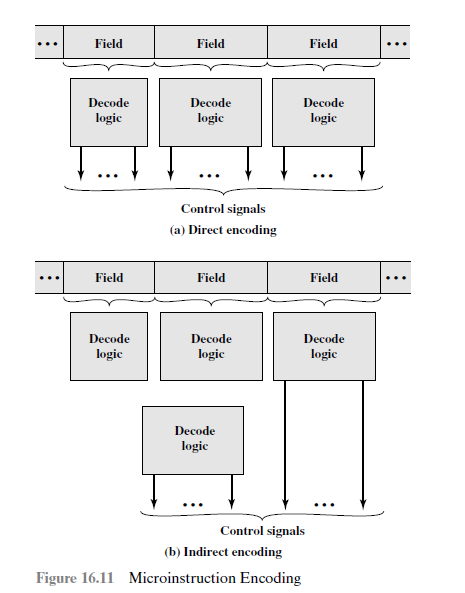 ••• Field Field Field •••
Decode Decode Decode
logic logic logic
••• ••• •••
Control signals
(a) Direct encoding
••• Field Field Field •••
Decode Decode Decode
logic logic logic
Decode
logic
••• •••
Control signals
(b) Indirect encoding
Figure 16.11 Microinstruction Encoding